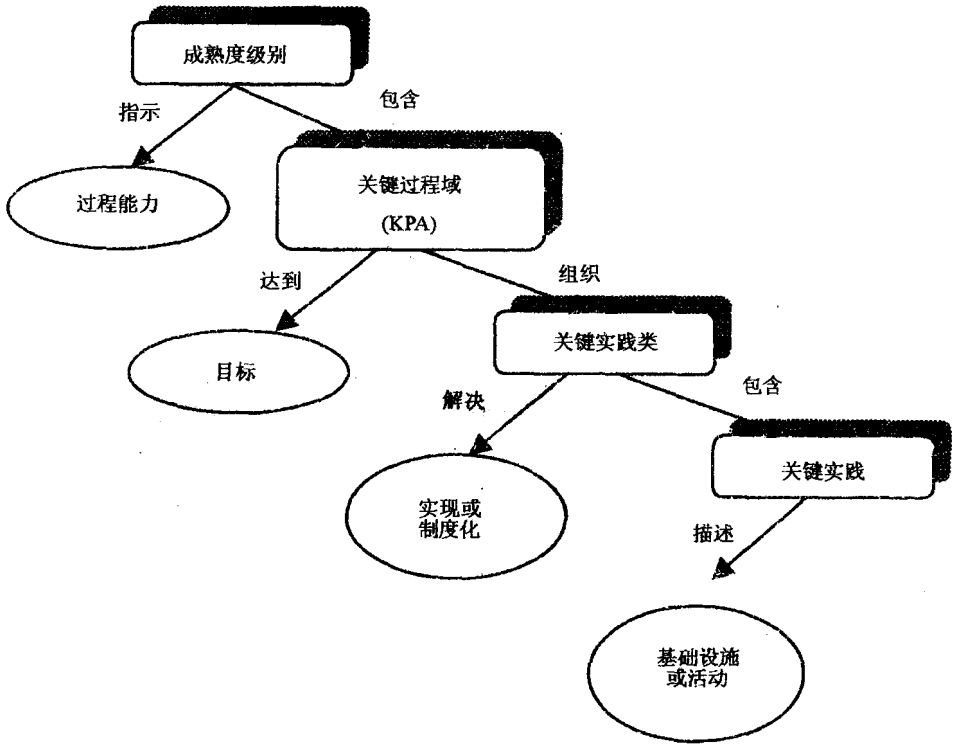 成熟度级别
指示
包含
过程能力
关键过程域
(KPA)
达到
组织
目标
关键实践类
解决
包含
实现或
制度化
关键实践
描述
基础设施
或活动